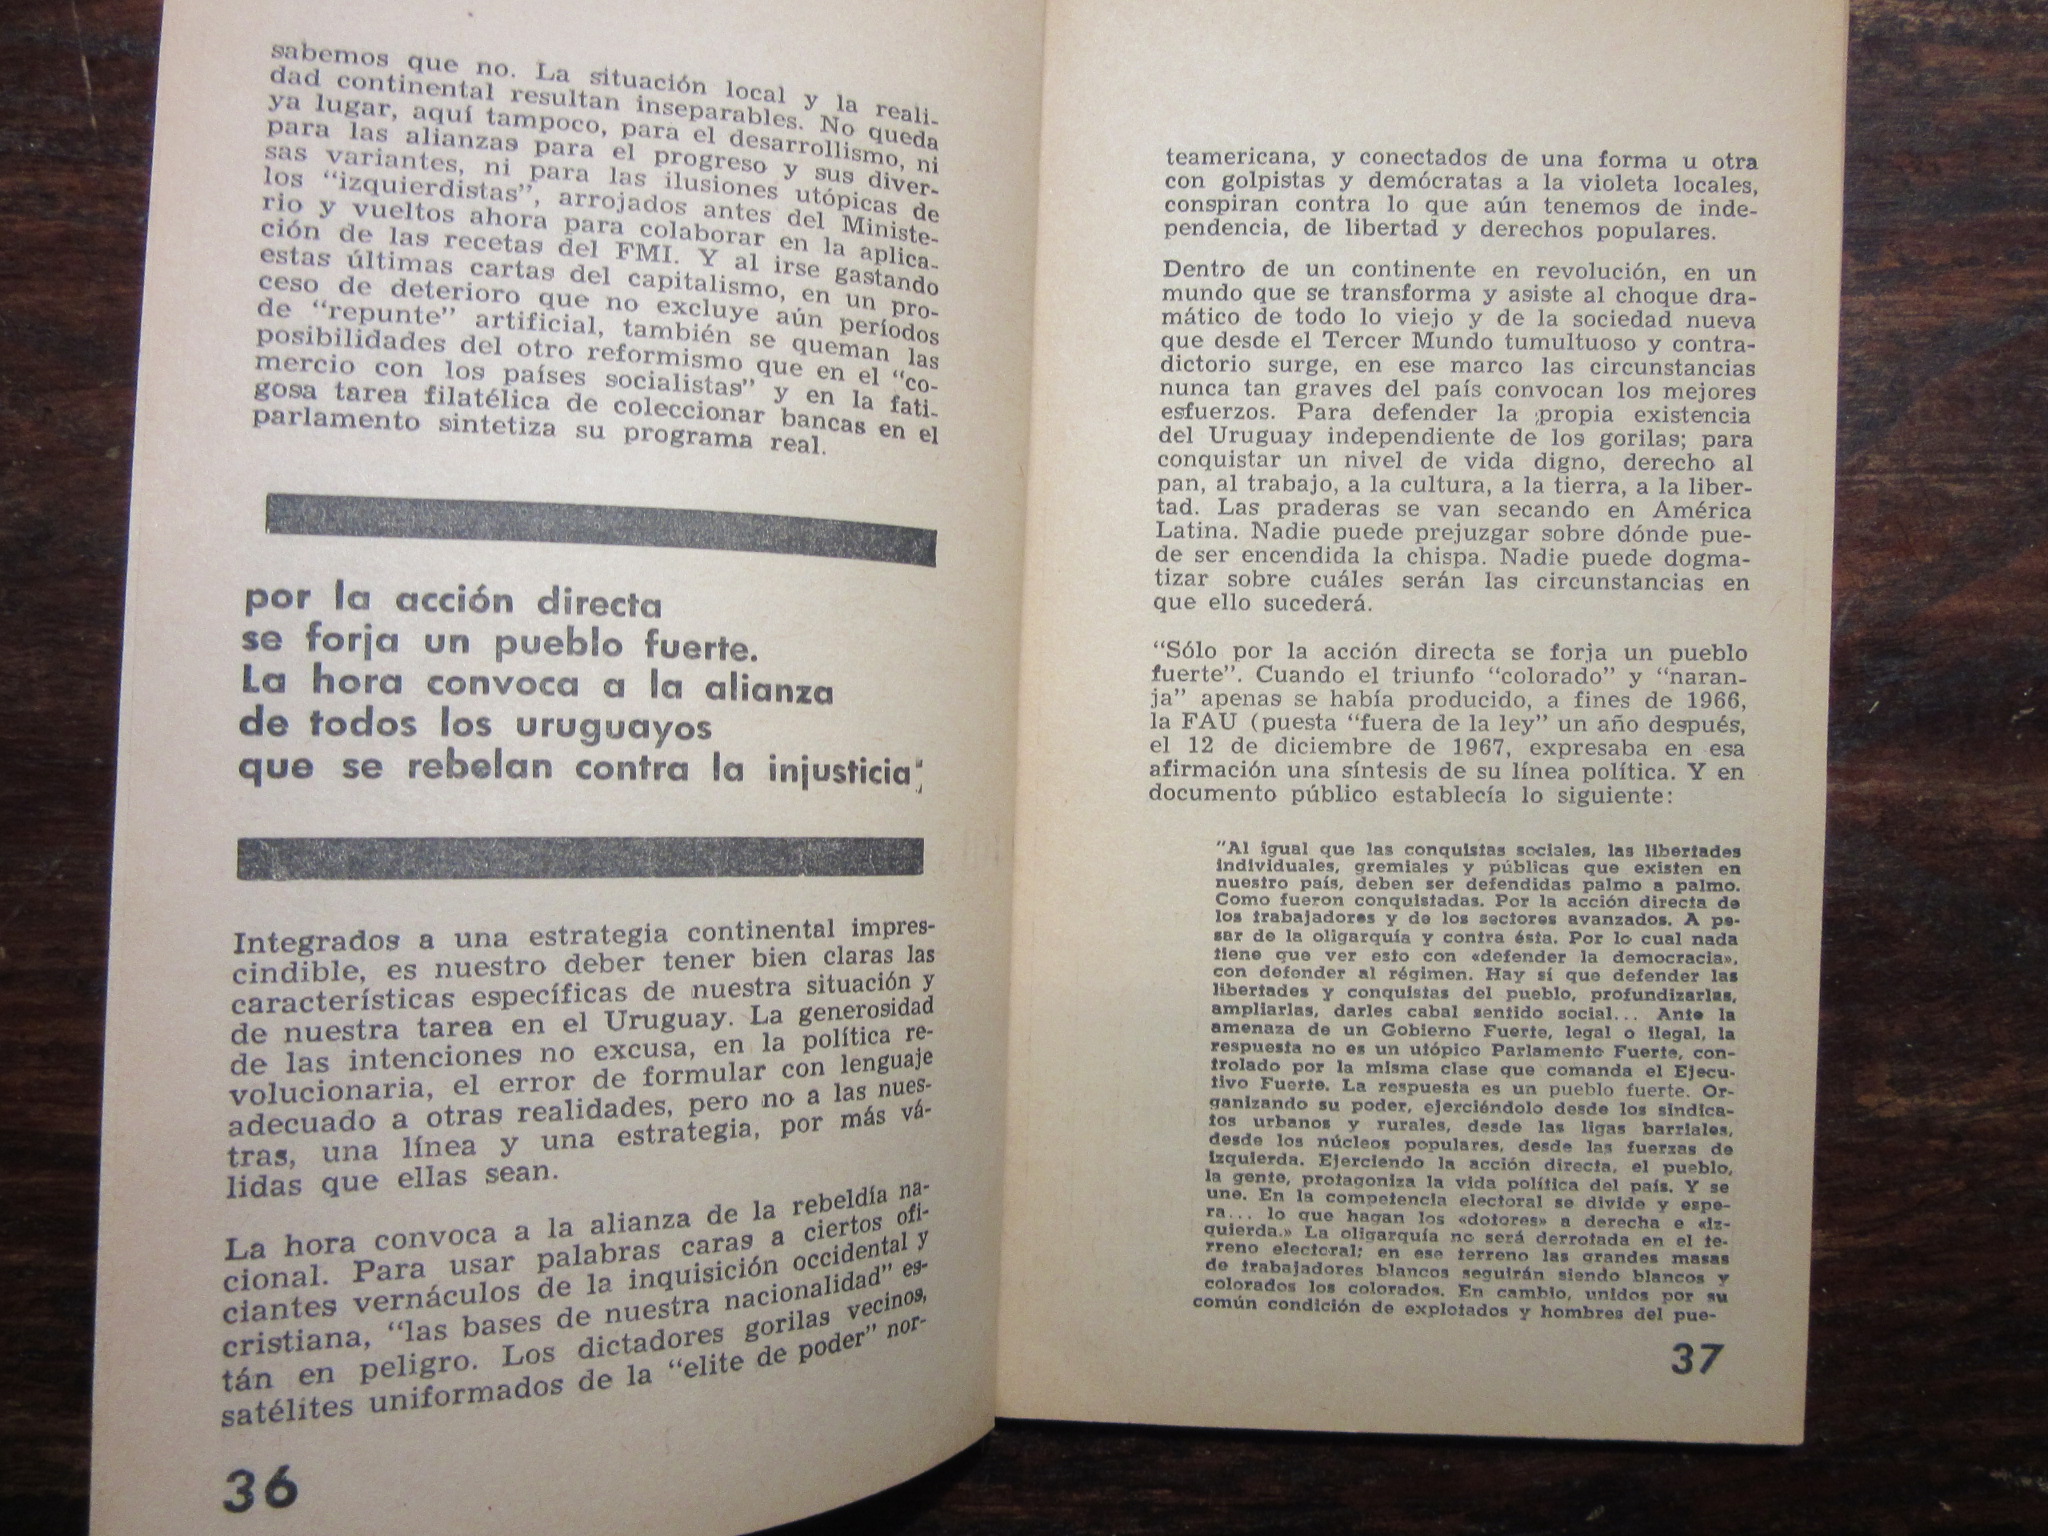 sabemos que no. La situación local y la reali-
dad continental resultan inseparables. No queda
ya lugar, aquí tampoco, para el desarrollismo, ni
para las alianzas para el progreso y sus diver-
sas variantes, ni para las ilusiones utópicas de
los "izquierdistas", arrojados antes del Ministe-
rio y vueltos ahora para colaborar en la aplica-
ción de las recetas del FMI. Y al irse gastando
estas últimas cartas del capitalismo, en un pro-
ceso de deterioro que no excluye aún períodos
de "repunte" artificial, también se queman las
posibilidades del otro reformismo que en el "co-
mercio con los países socialistas" y en la fati-
gosa tarea filatélica de coleccionar bancas en el
parlamento sintetiza su programa real.
por la acción directa
se forja un pueblo fuerte.
La hora convoca a la alianza
de todos los uruguayos
que se rebelan contra la injusticia;
Integrados a una estrategia continental impres-
cindible, es nuestro deber tener bien claras las
características específicas de nuestra situación y
de nuestra tarea en el Uruguay. La generosidad
de las intenciones no excusa, en la política re-
volucionaria, el error de formular con lenguaje
adecuado a otras realidades, pero no a las nues-
tras, una línea y una estrategia, por más vá-
lidas que ellas sean.
La hora convoca a la alianza de la rebeldía na-
cional. Para usar palabras caras a ciertos ofi-
ciantes vernáculos de la inquisición occidental y
cristiana, "las bases de nuestra nacionalidad" es-
tán en peligro. Los dictadores gorilas vecinos,
satélites uniformados de la "elite de poder" nor-
36
teamericana, y conectados de una forma u otra
con golpistas y demócratas a la violeta locales,
conspiran contra lo que aún tenemos de inde-
pendencia, de libertad y derechos populares.
Dentro de un continente en revolución, en un
mundo que se transforma y asiste al choque dra-
mático de todo lo viejo y de la sociedad nueva
que desde el Tercer Mundo tumultuoso y contra-
dictorio surge, en ese marco las circunstancias
nunca tan graves del país convocan los mejores
esfuerzos. Para defender la propia existencia
del Uruguay independiente de los gorilas; para
conquistar un nivel de vida digno, derecho al
pan, al trabajo, a la cultura, a la tierra, a la liber-
tad. Las praderas se van secando en América
Latina. Nadie puede prejuzgar sobre dónde pue-
de ser encendida la chispa. Nadie puede dogma-
tizar sobre cuáles serán las circunstancias en
que ello sucederá.
"Sólo por la acción directa se forja un pueblo
fuerte". Cuando el triunfo "colorado" y "naran-
ja" apenas se había producido, a fines de 1966,
la FAU (puesta "fuera de la ley" un año después,
el 12 de diciembre de 1967, expresaba en esa
afirmación una síntesis de su línea política. Y en
documento público establecía lo siguiente:
"Al igual que las conquistas sociales, las libertades
individuales, gremiales y públicas que existen en
nuestro país, deben ser defendidas palmo a palmo.
Como fueron conquistadas. Por la acción directa de
los trabajadores y de los sectores avanzados. A pe-
sar de la oligarquía y contra ésta. Por lo cual nada
tiene que ver esto con «defender la democracia»,
con defender al régimen. Hay sí que defender las
libertades y conquistas del pueblo, profundizarlas,
ampliarlas, darles cabal sentido social... Ante la
amenaza de un Gobierno Fuerte, legal o ilegal, la
respuesta no es un utópico Parlamento Fuerte, con-
trolado por la misma clase que comanda el Ejecu-
tivo Fuerte. La respuesta es un pueblo fuerte. Or-
ganizando su poder, ejerciéndolo desde los sindica-
tos urbanos y rurales, desde las ligas barriales,
desde los núcleos populares, desde las fuerzas de
izquierda. Ejerciendo la acción directa, el pueblo,
la gente, protagoniza la vida política del país. Y se
une. En la competencia electoral se divide y espe-
ra... lo que hagan los «dotores» a derecha e «iz-
quierda.» La oligarquía no será derrotada en el te-
rreno electoral; en ese terreno las grandes masas
de trabajadores blancos seguirán siendo blancos y
colorados los colorados. En cambio, unidos por su
común condición de explotados y hombres del pue-
37